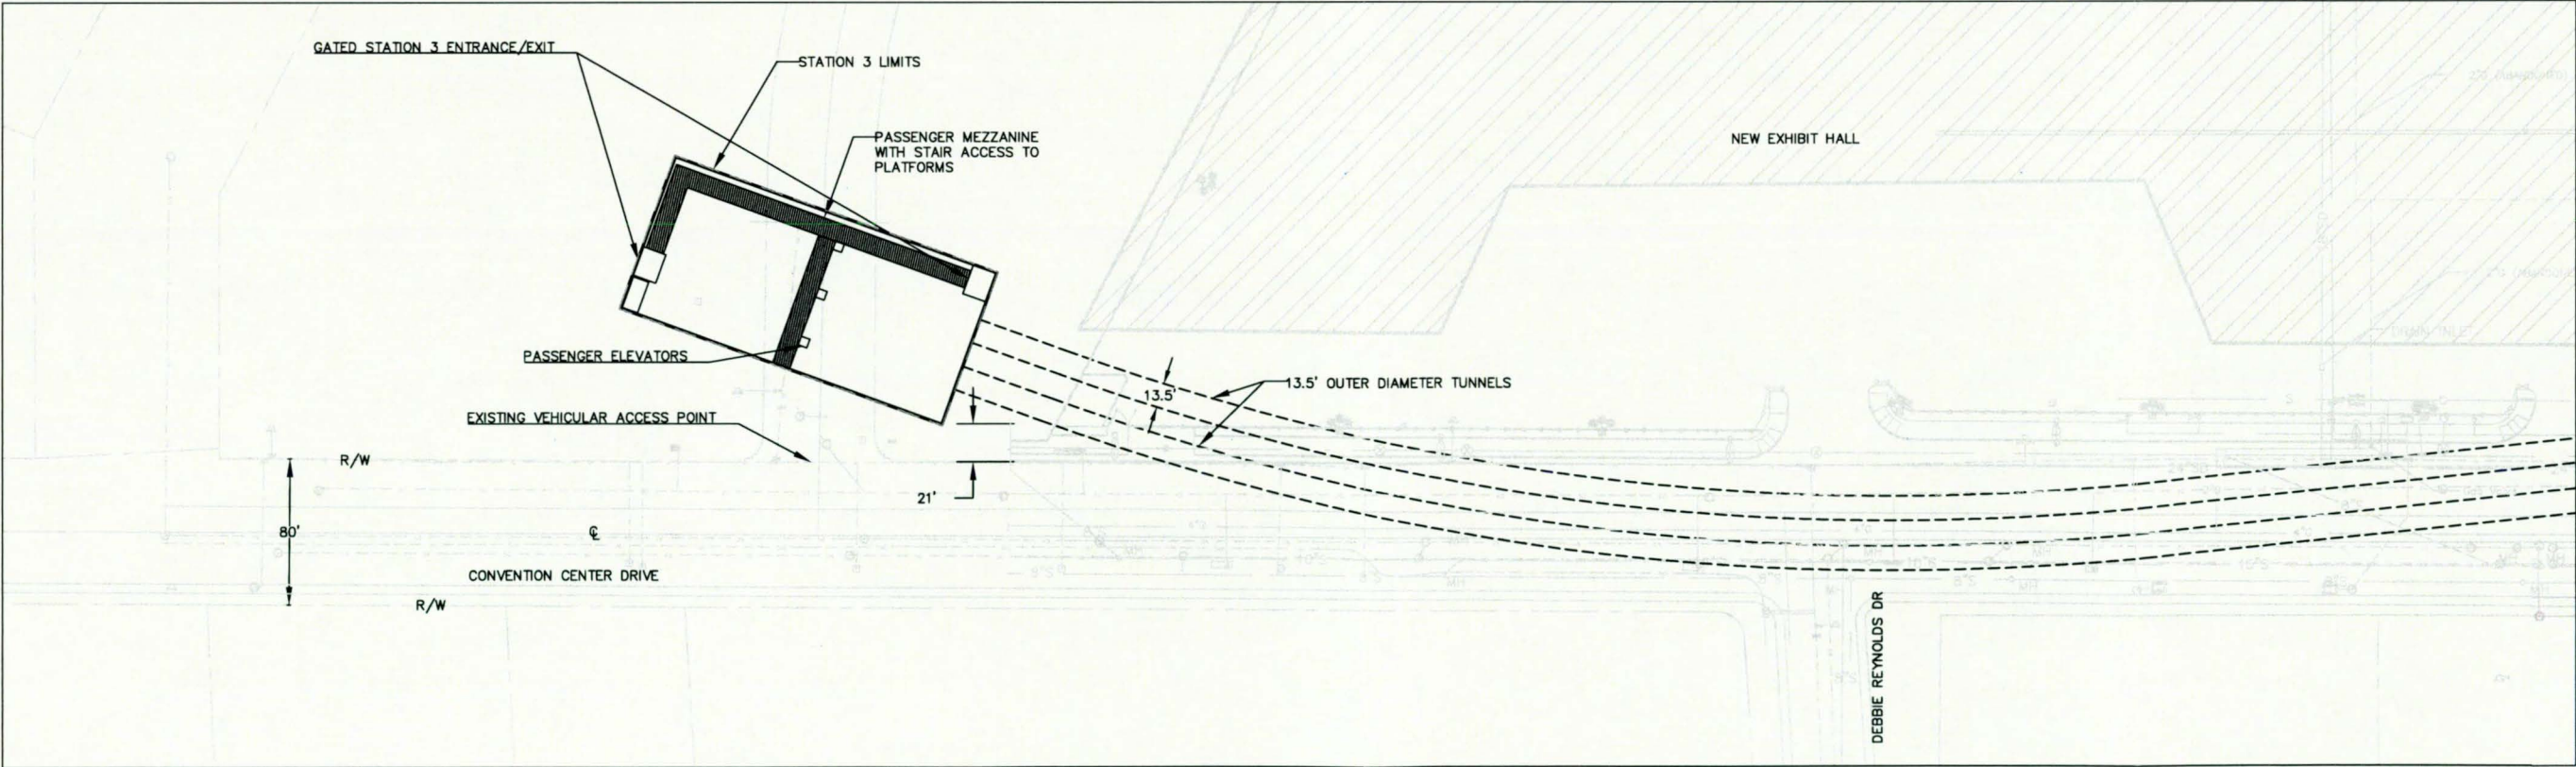 GATED STATION 3 ENTRANCE/EXIT
STATION 3 LIMITS
PASSENGER MEZZANINE
WITH STAIR ACCESS TO
PLATFORMS
NEW EXHIBIT HALL
PASSENGER ELEVATORS
13.5' OUTER DIAMETER TUNNELS
13.5'
EXISTING VEHICULAR ACCESS POINT
R/W
21'
80'
℄
CONVENTION CENTER DRIVE
R/W
DEBBIE REYNOLDS DR
DRAIN INLET